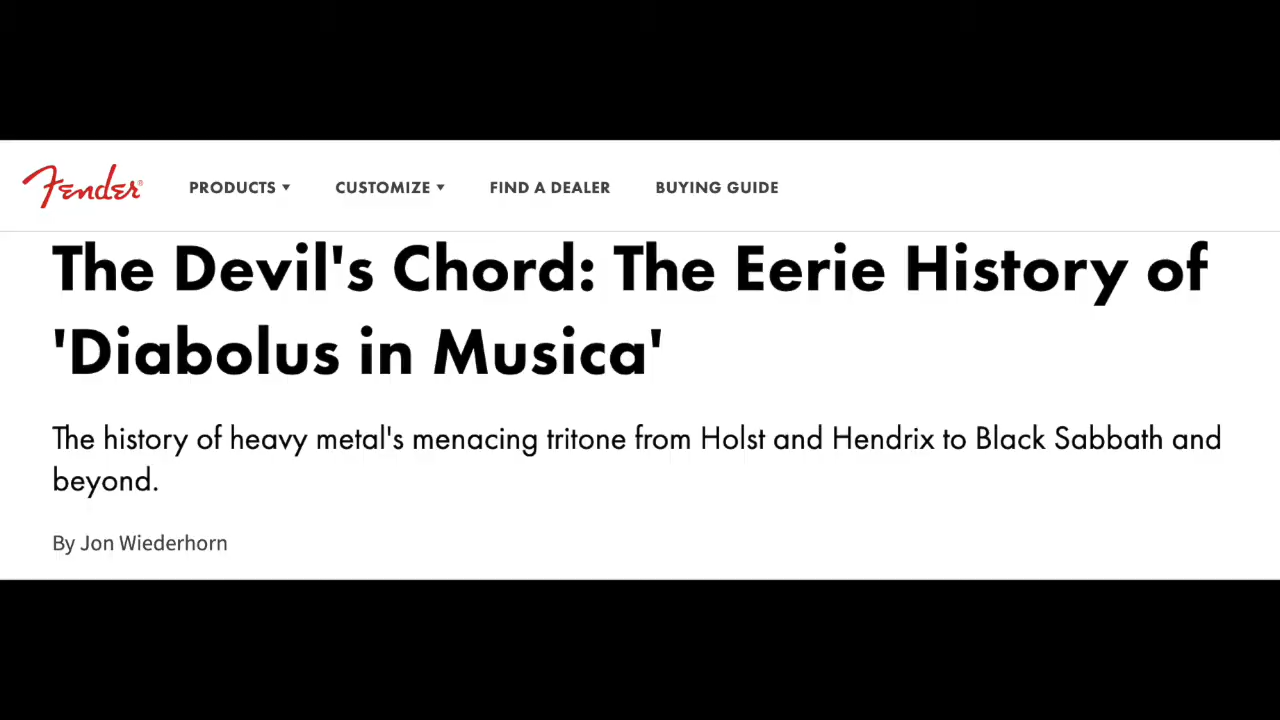 Fender® PRODUCTS ▾ CUSTOMIZE ▾ FIND A DEALER BUYING GUIDE
The Devil's Chord: The Eerie History of
'Diabolus in Musica'
The history of heavy metal's menacing tritone from Holst and Hendrix to Black Sabbath and
beyond.
By Jon Wiederhorn